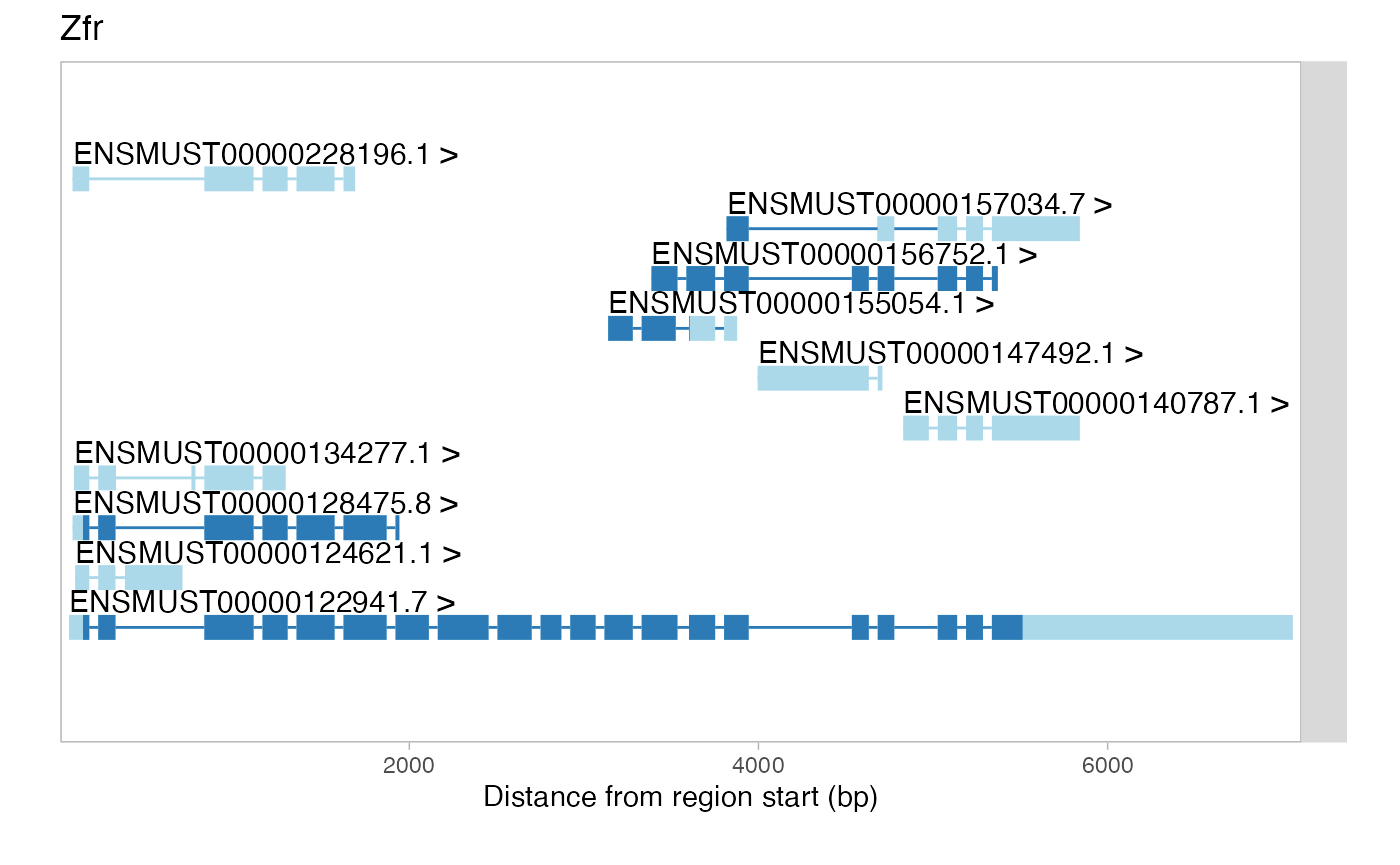 Zfr
ENSMUST00000228196.1 >
ENSMUST00000157034.7 >
ENSMUST00000156752.1 >
ENSMUST00000155054.1 >
ENSMUST00000147492.1 >
ENSMUST00000140787.1 >
ENSMUST00000134277.1 >
ENSMUST00000128475.8 >
ENSMUST00000124621.1 >
ENSMUST00000122941.7 >
2000 4000 6000
Distance from region start (bp)